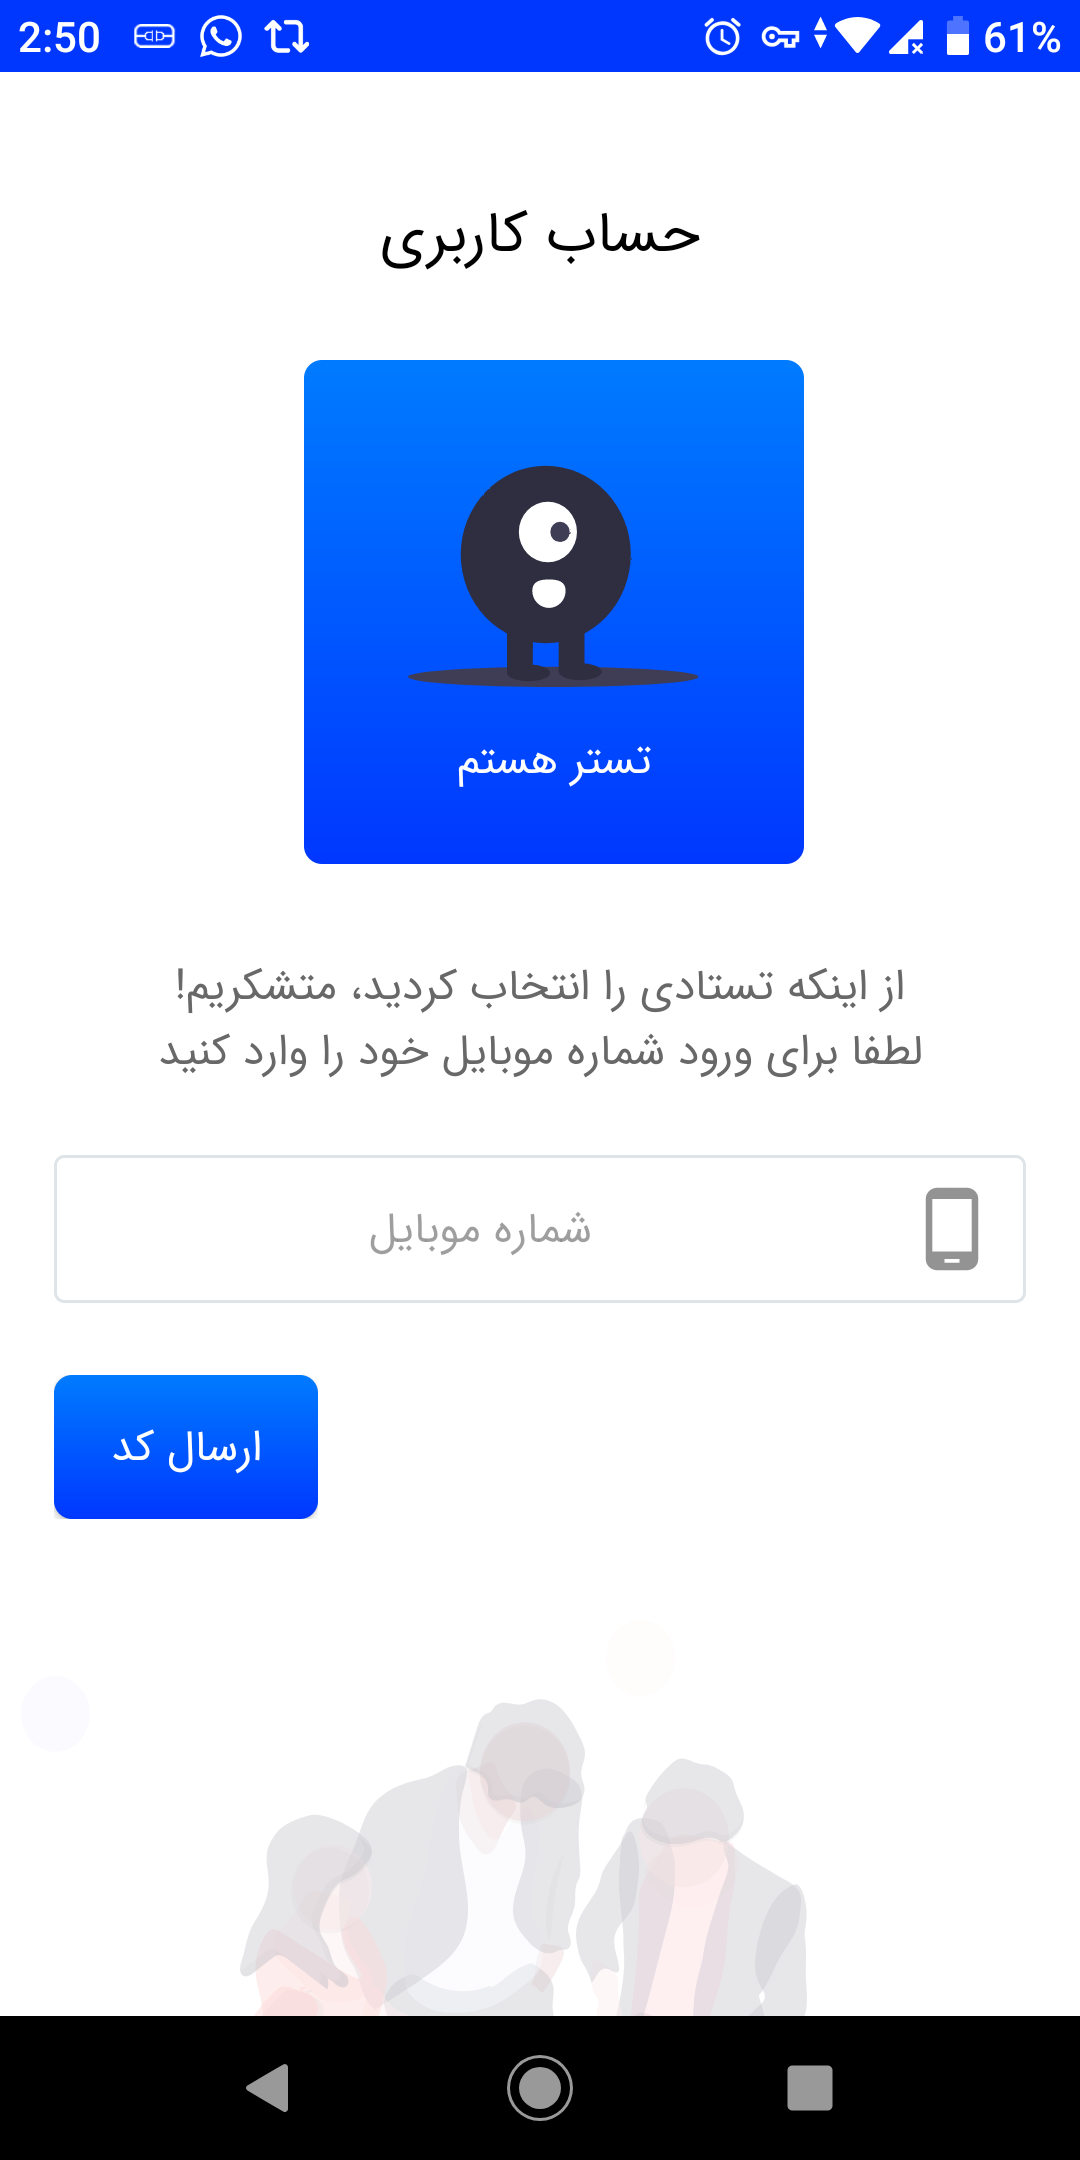 2:50
61%
حساب کاربری
تستر هستم
از اینکه تستادی را انتخاب کردید، متشکریم!
لطفا برای ورود شماره موبایل خود را وارد کنید
شماره موبایل
ارسال کد